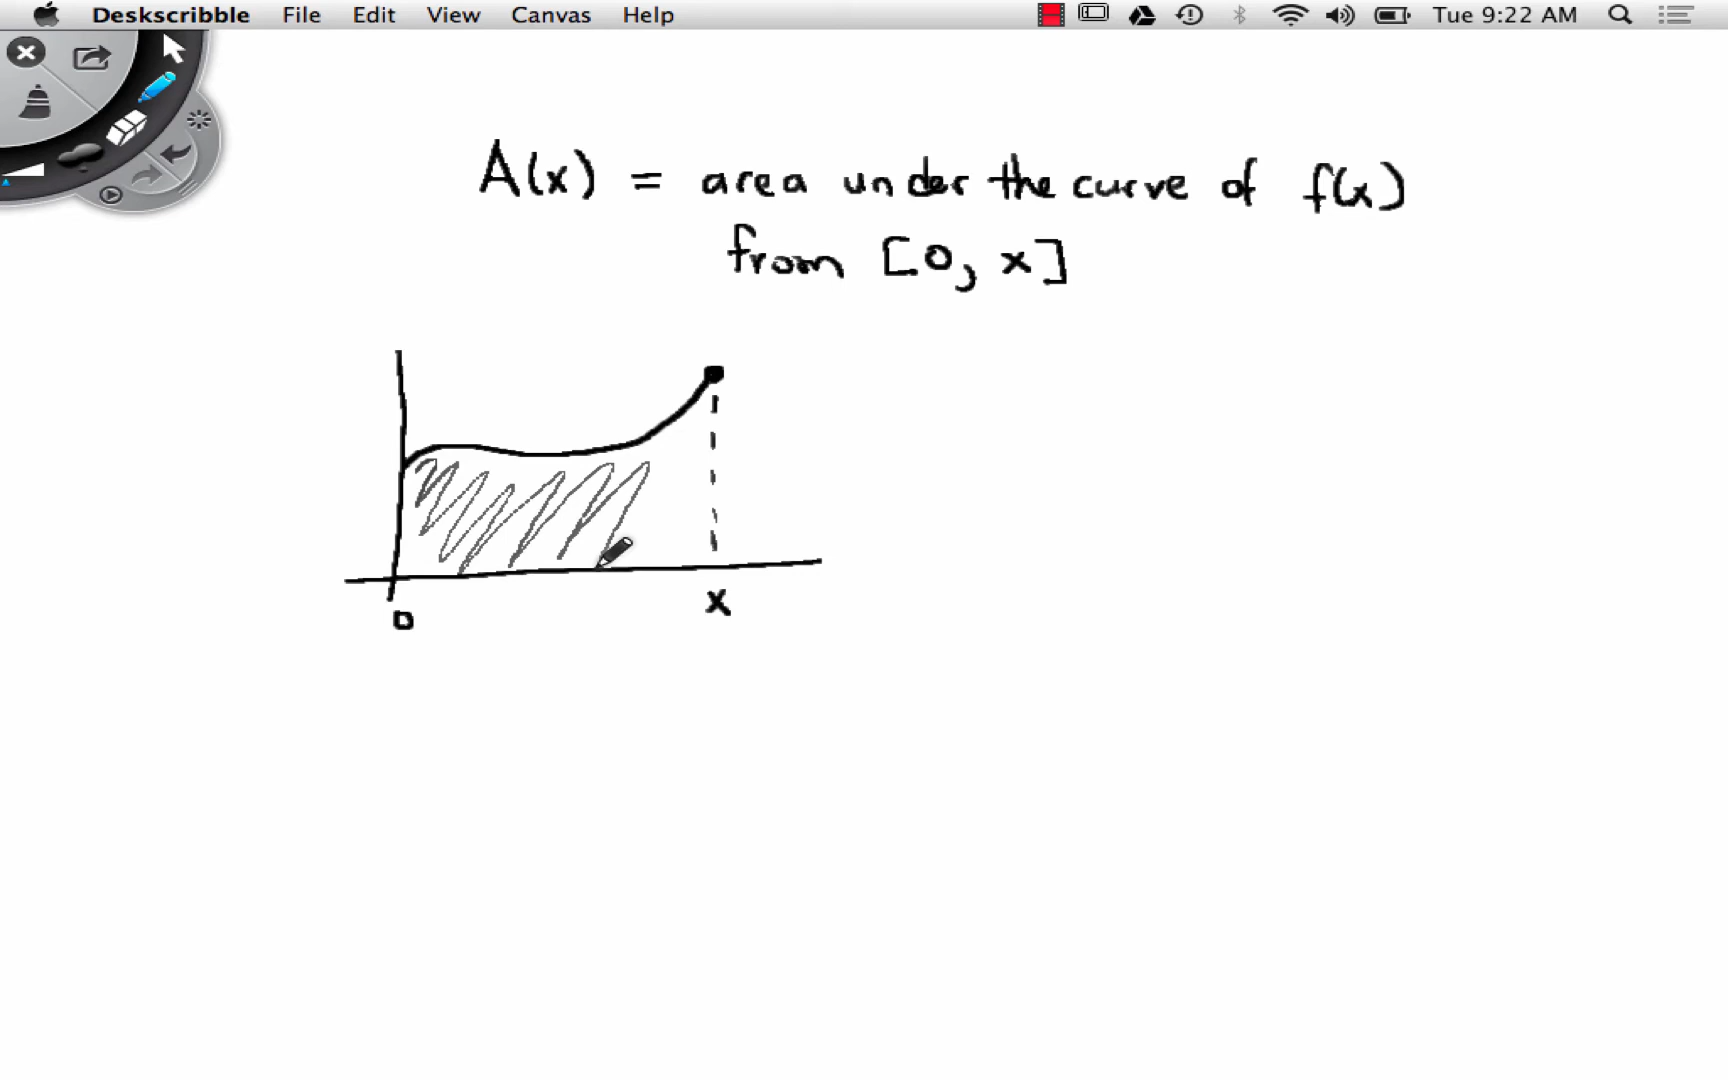 Deskscribble File Edit View Canvas Help Tue 9:22 AM
A(x) = area under the curve of f(x)
from [0, x]
0 x